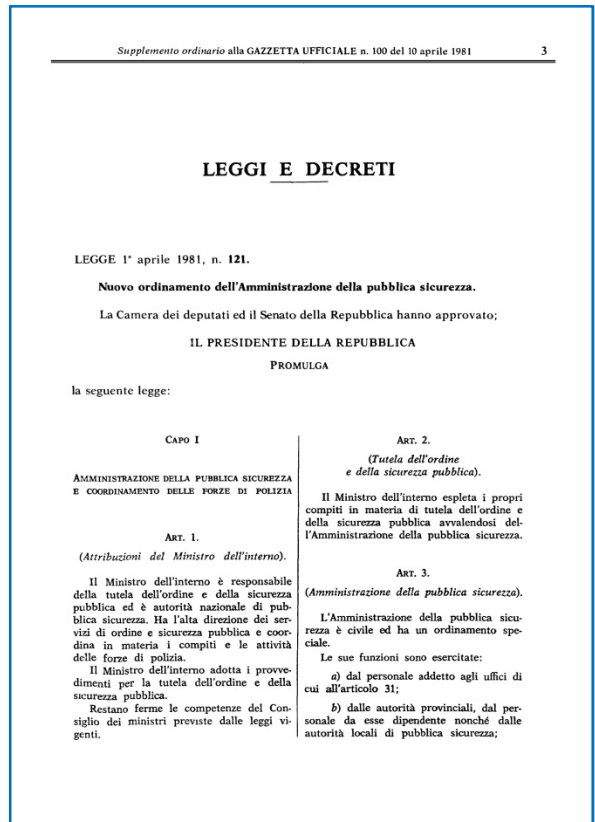 Supplemento ordinario alla GAZZETTA UFFICIALE n. 100 del 10 aprile 1981 3
LEGGI E DECRETI
LEGGE 1° aprile 1981, n. 121.
Nuovo ordinamento dell'Amministrazione della pubblica sicurezza.
La Camera dei deputati ed il Senato della Repubblica hanno approvato;
IL PRESIDENTE DELLA REPUBBLICA
PROMULGA
la seguente legge:
CAPO I
AMMINISTRAZIONE DELLA PUBBLICA SICUREZZA
E COORDINAMENTO DELLE FORZE DI POLIZIA
ART. 1.
(Attribuzioni del Ministro dell'interno).
Il Ministro dell'interno è responsabile
della tutela dell'ordine e della sicurezza
pubblica ed è autorità nazionale di pub-
blica sicurezza. Ha l'alta direzione dei ser-
vizi di ordine e sicurezza pubblica e coor-
dina in materia i compiti e le attività
delle forze di polizia.
Il Ministro dell'interno adotta i provve-
dimenti per la tutela dell'ordine e della
sicurezza pubblica.
Restano ferme le competenze del Con-
siglio dei ministri previste dalle leggi vi-
genti.
ART. 2.
(Tutela dell'ordine
e della sicurezza pubblica).
Il Ministro dell'interno espleta i propri
compiti in materia di tutela dell'ordine e
della sicurezza pubblica avvalendosi del-
l'Amministrazione della pubblica sicurezza.
ART. 3.
(Amministrazione della pubblica sicurezza).
L'Amministrazione della pubblica sicu-
rezza è civile ed ha un ordinamento spe-
ciale.
Le sue funzioni sono esercitate:
a) dal personale addetto agli uffici di
cui all'articolo 31;
b) dalle autorità provinciali, dal per-
sonale da esse dipendente nonché dalle
autorità locali di pubblica sicurezza;